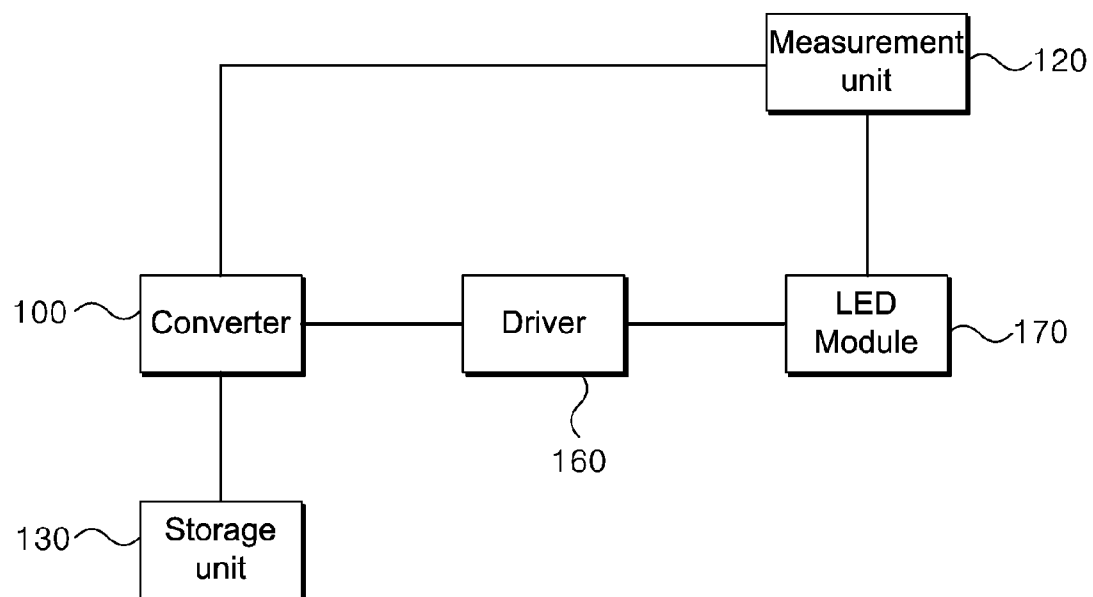 Measurement
unit
120
100
Converter
Driver
LED
Module
170
160
130
Storage
unit